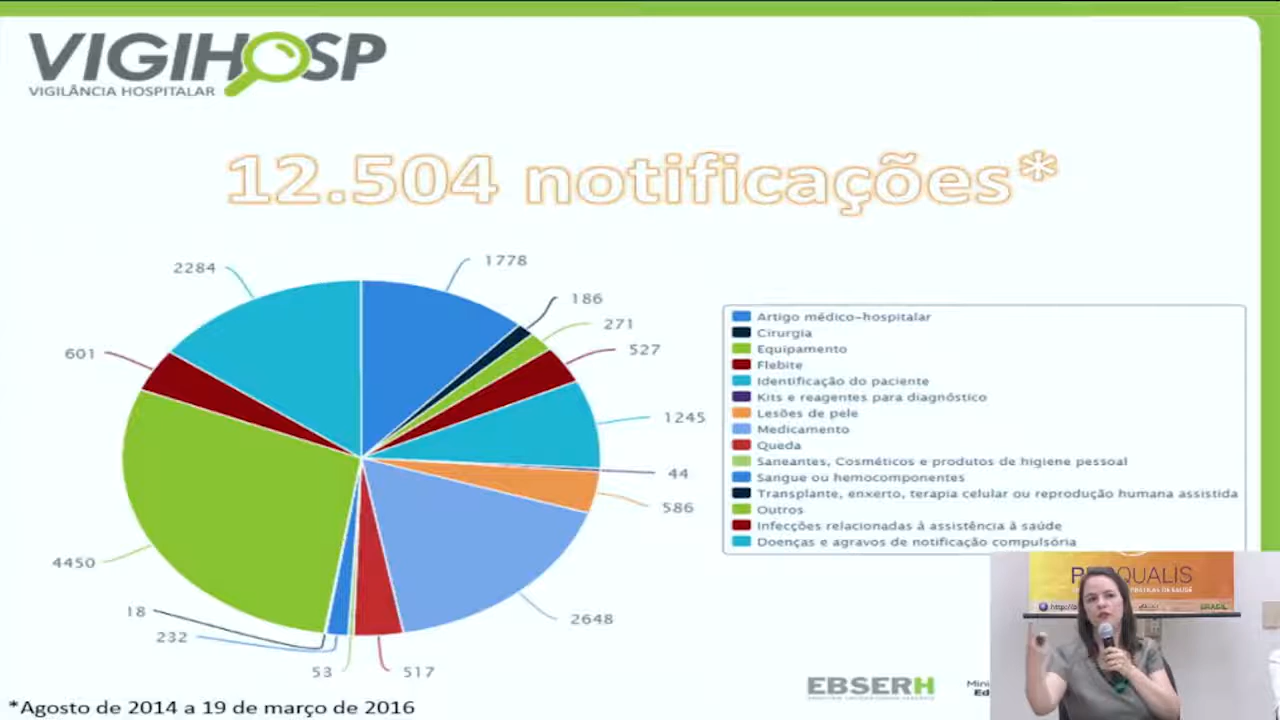 VIGIHOSP
VIGILÂNCIA HOSPITALAR
12.504 notificações*
2284
1778
186
271
527
601
1245
44
586
4450
18
232
53
517
2648
Artigo médico-hospitalar
Cirurgia
Equipamento
Flebite
Identificação do paciente
Kits e reagentes para diagnóstico
Lesões de pele
Medicamento
Queda
Saneantes, Cosméticos e produtos de higiene pessoal
Sangue ou hemocomponentes
Transplante, enxerto, terapia celular ou reprodução humana assistida
Outros
Infecções relacionadas à assistência à saúde
Doenças e agravos de notificação compulsória
QUALIS
BRASIL
EBSERH
*Agosto de 2014 a 19 de março de 2016